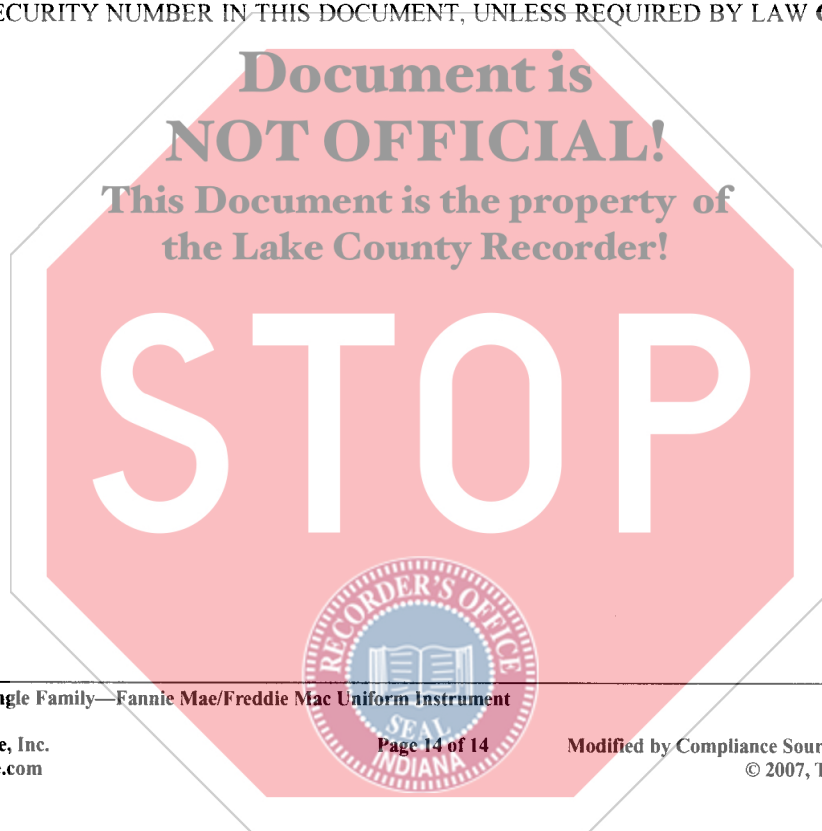 ECURITY NUMBER IN THIS DOCUMENT, UNLESS REQUIRED BY LAW
Document is
NOT OFFICIAL!
This Document is the property of
the Lake County Recorder!
STOP
RECORDER'S OFFICE
SEAL
INDIANA
ngle Family—Fannie Mae/Freddie Mac Uniform Instrument
e, Inc.
Page 14 of 14
Modified by Compliance Sour
.com
© 2007, T